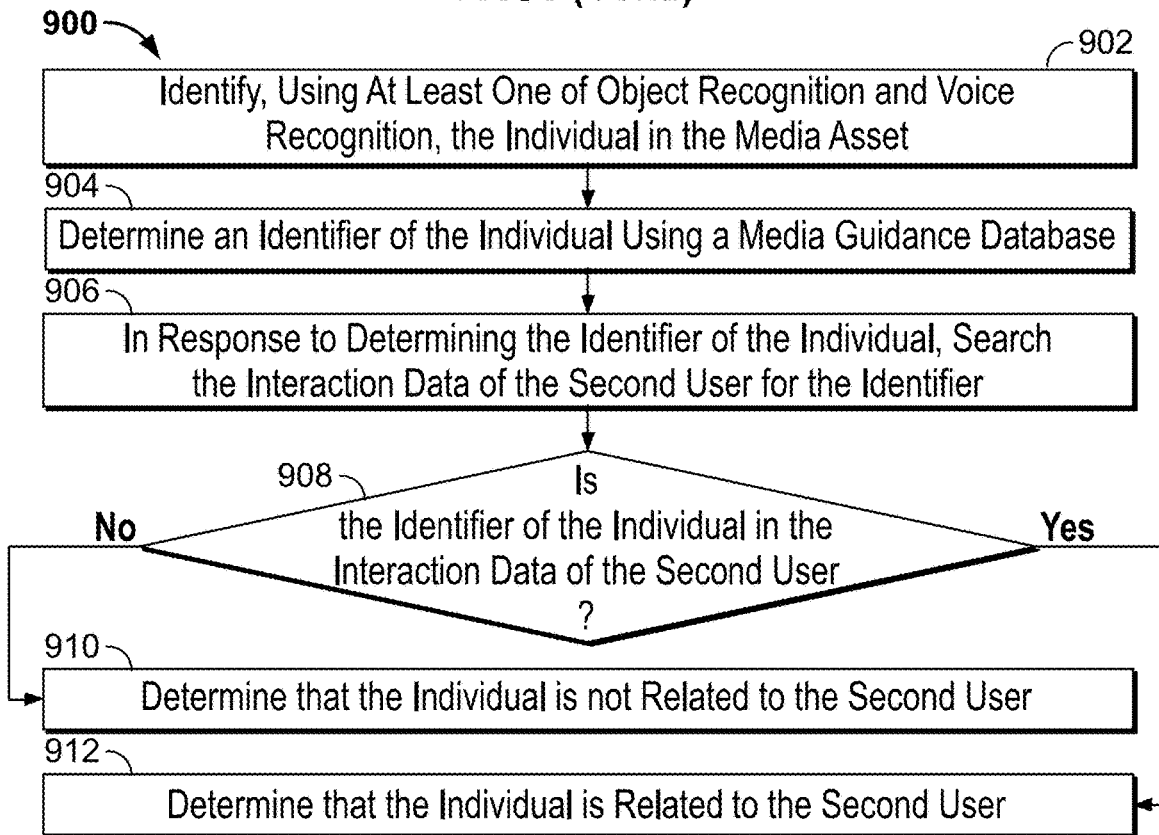 900
902
Identify, Using At Least One of Object Recognition and Voice
Recognition, the Individual in the Media Asset
904
Determine an Identifier of the Individual Using a Media Guidance Database
906
In Response to Determining the Identifier of the Individual, Search
the Interaction Data of the Second User for the Identifier
908
Is
the Identifier of the Individual in the
Interaction Data of the Second User
?
No
Yes
910
Determine that the Individual is not Related to the Second User
912
Determine that the Individual is Related to the Second User